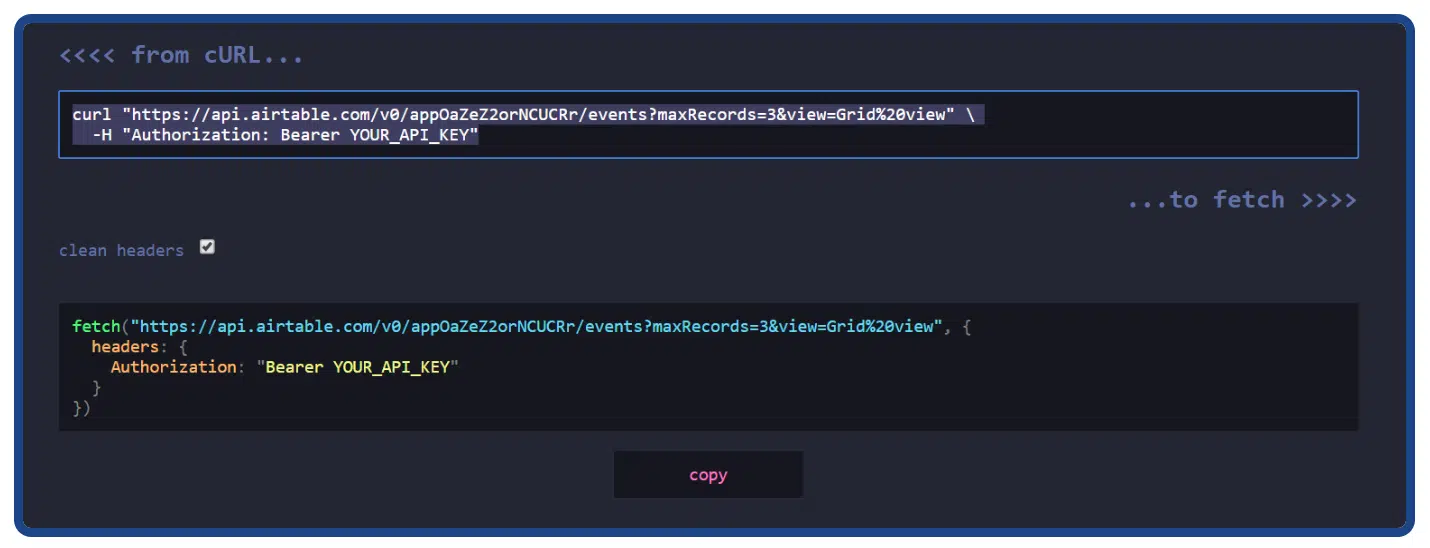 <<<< from cURL...
curl "https://api.airtable.com/v0/appOaZeZ2orNCUCRr/events?maxRecords=3&view=Grid%20view" \
  -H "Authorization: Bearer YOUR_API_KEY"
...to fetch >>>>
clean headers
fetch("https://api.airtable.com/v0/appOaZeZ2orNCUCRr/events?maxRecords=3&view=Grid%20view", {
  headers: {
    Authorization: "Bearer YOUR_API_KEY"
  }
})
copy